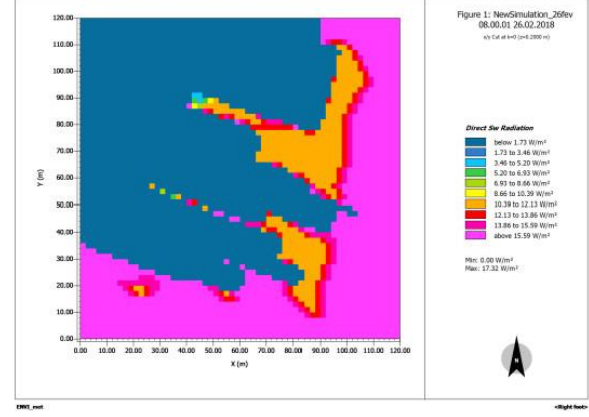 Figure 1: NewSimulation_26fev
08.00.01 26.02.2018
x/y Cut at k=0 (z=0.2000 m)
Direct Sw Radiation
below 1.73 W/m²
1.73 to 3.46 W/m²
3.46 to 5.20 W/m²
5.20 to 6.93 W/m²
6.93 to 8.66 W/m²
8.66 to 10.39 W/m²
10.39 to 12.13 W/m²
12.13 to 13.86 W/m²
13.86 to 15.59 W/m²
above 15.59 W/m²
Min: 0.00 W/m²
Max: 17.32 W/m²
N
120.00
110.00
100.00
90.00
80.00
70.00
60.00
50.00
40.00
30.00
20.00
10.00
0.00
Y (m)
0.00 10.00 20.00 30.00 40.00 50.00 60.00 70.00 80.00 90.00 100.00 110.00 120.00
X (m)
ENVI_met
<Right foot>